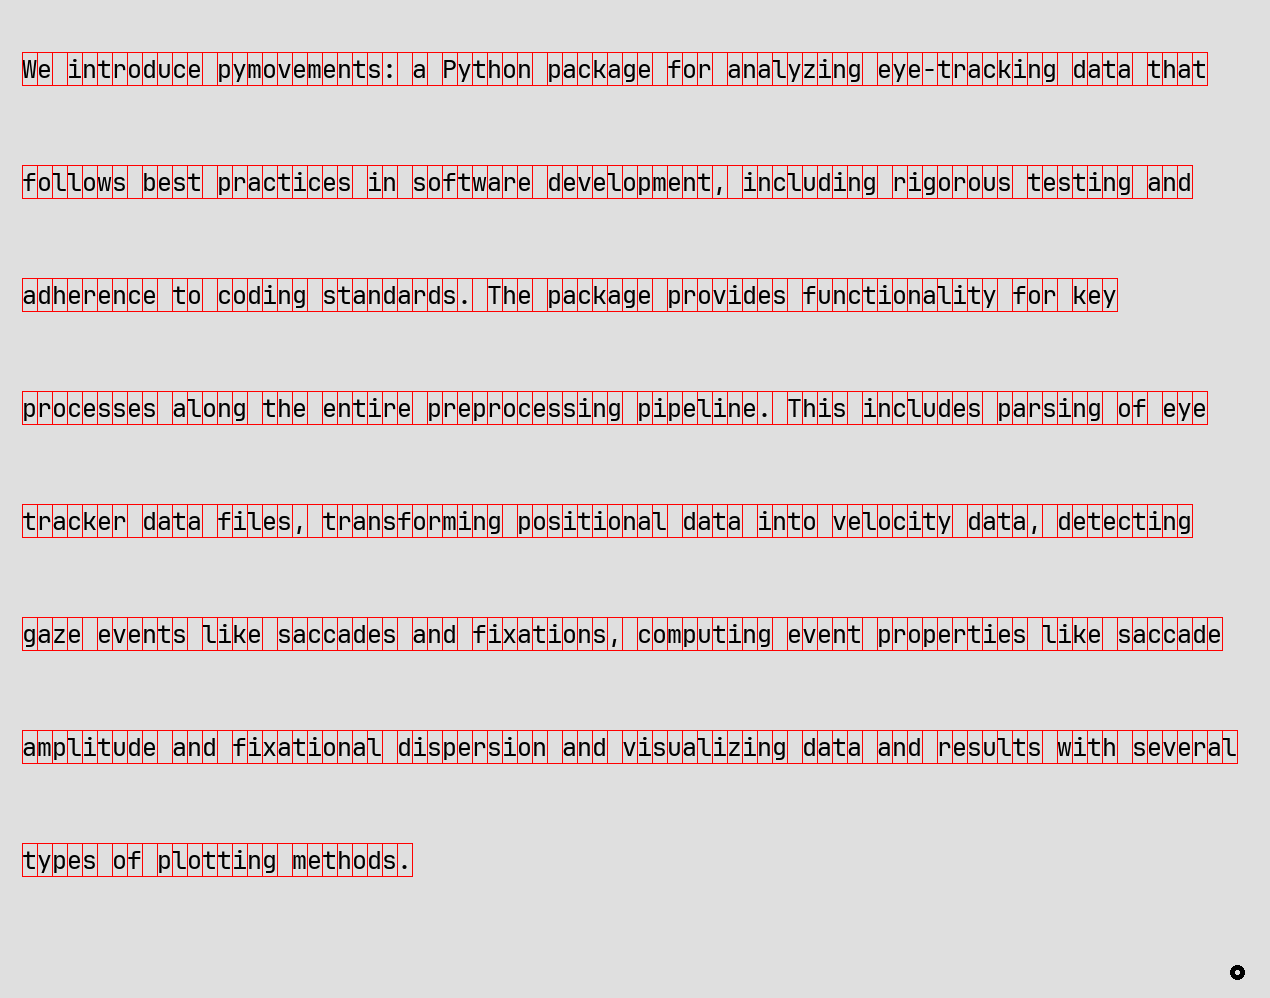 We introduce pymovements: a Python package for analyzing eye-tracking data that
follows best practices in software development, including rigorous testing and
adherence to coding standards. The package provides functionality for key
processes along the entire preprocessing pipeline. This includes parsing of eye
tracker data files, transforming positional data into velocity data, detecting
gaze events like saccades and fixations, computing event properties like saccade
amplitude and fixational dispersion and visualizing data and results with several
types of plotting methods.